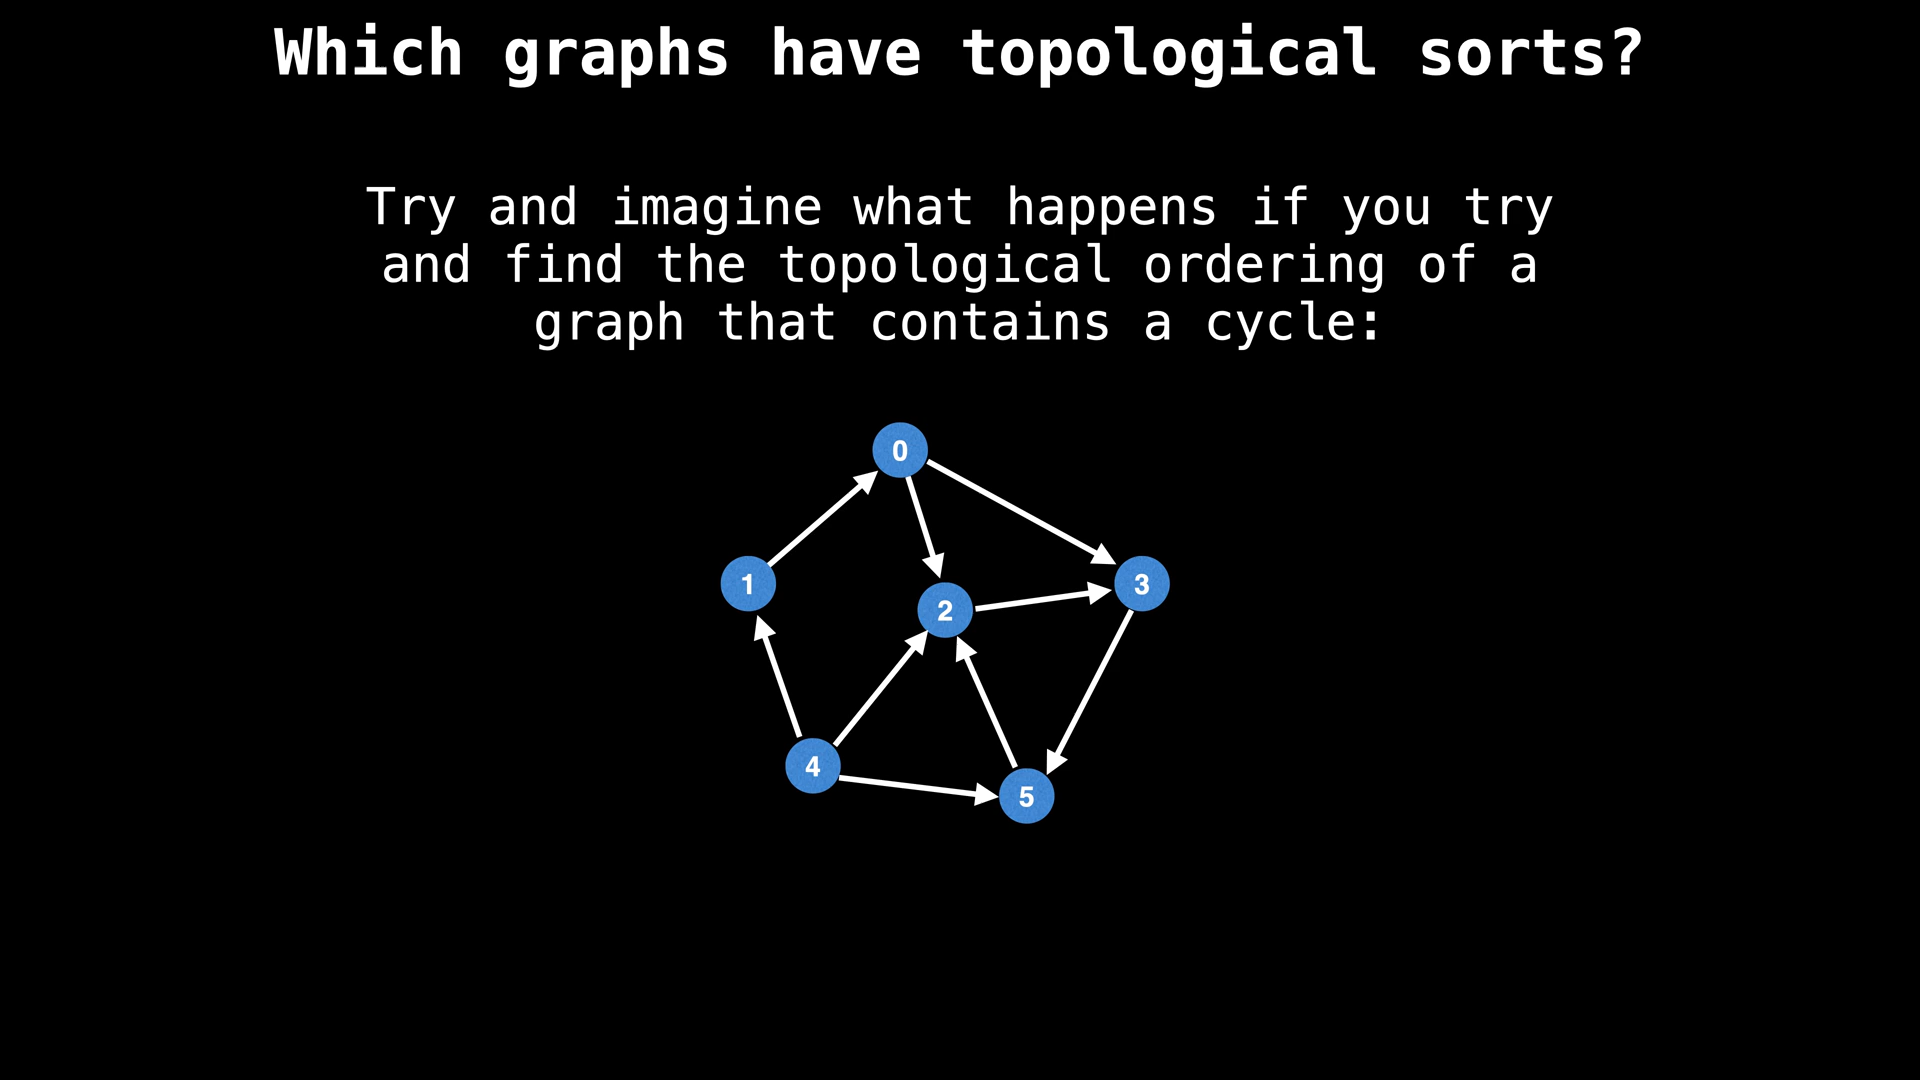 Which graphs have topological sorts?
Try and imagine what happens if you try
and find the topological ordering of a
graph that contains a cycle:
0
1
3
2
4
5